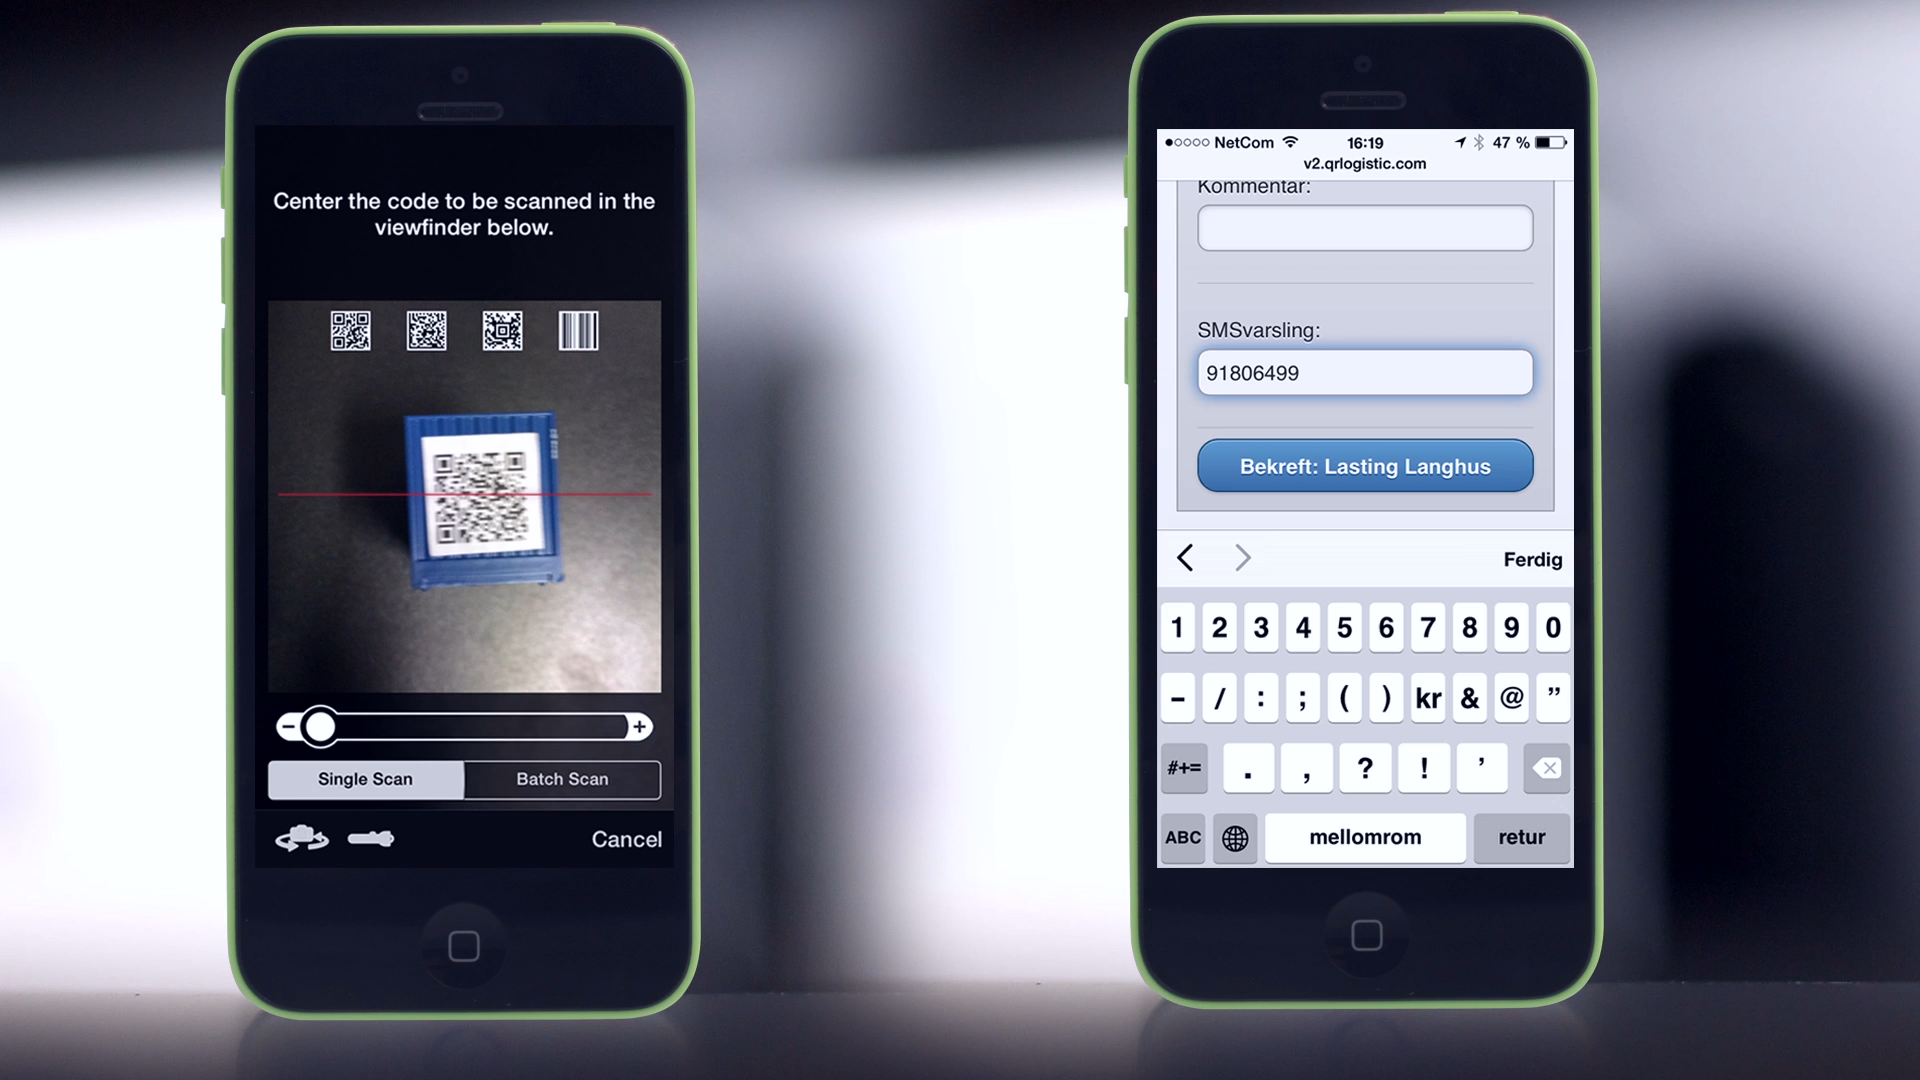 Center the code to be scanned in the
viewfinder below.
Single Scan
Batch Scan
Cancel
NetCom
16:19
47 %
v2.qrlogistic.com
Kommentar:
SMSvarsling:
91806499
Bekreft: Lasting Langhus
Ferdig
1 2 3 4 5 6 7 8 9 0
- / : ; ( ) kr & @ ”
#+= . , ? ! ’
ABC mellomrom retur